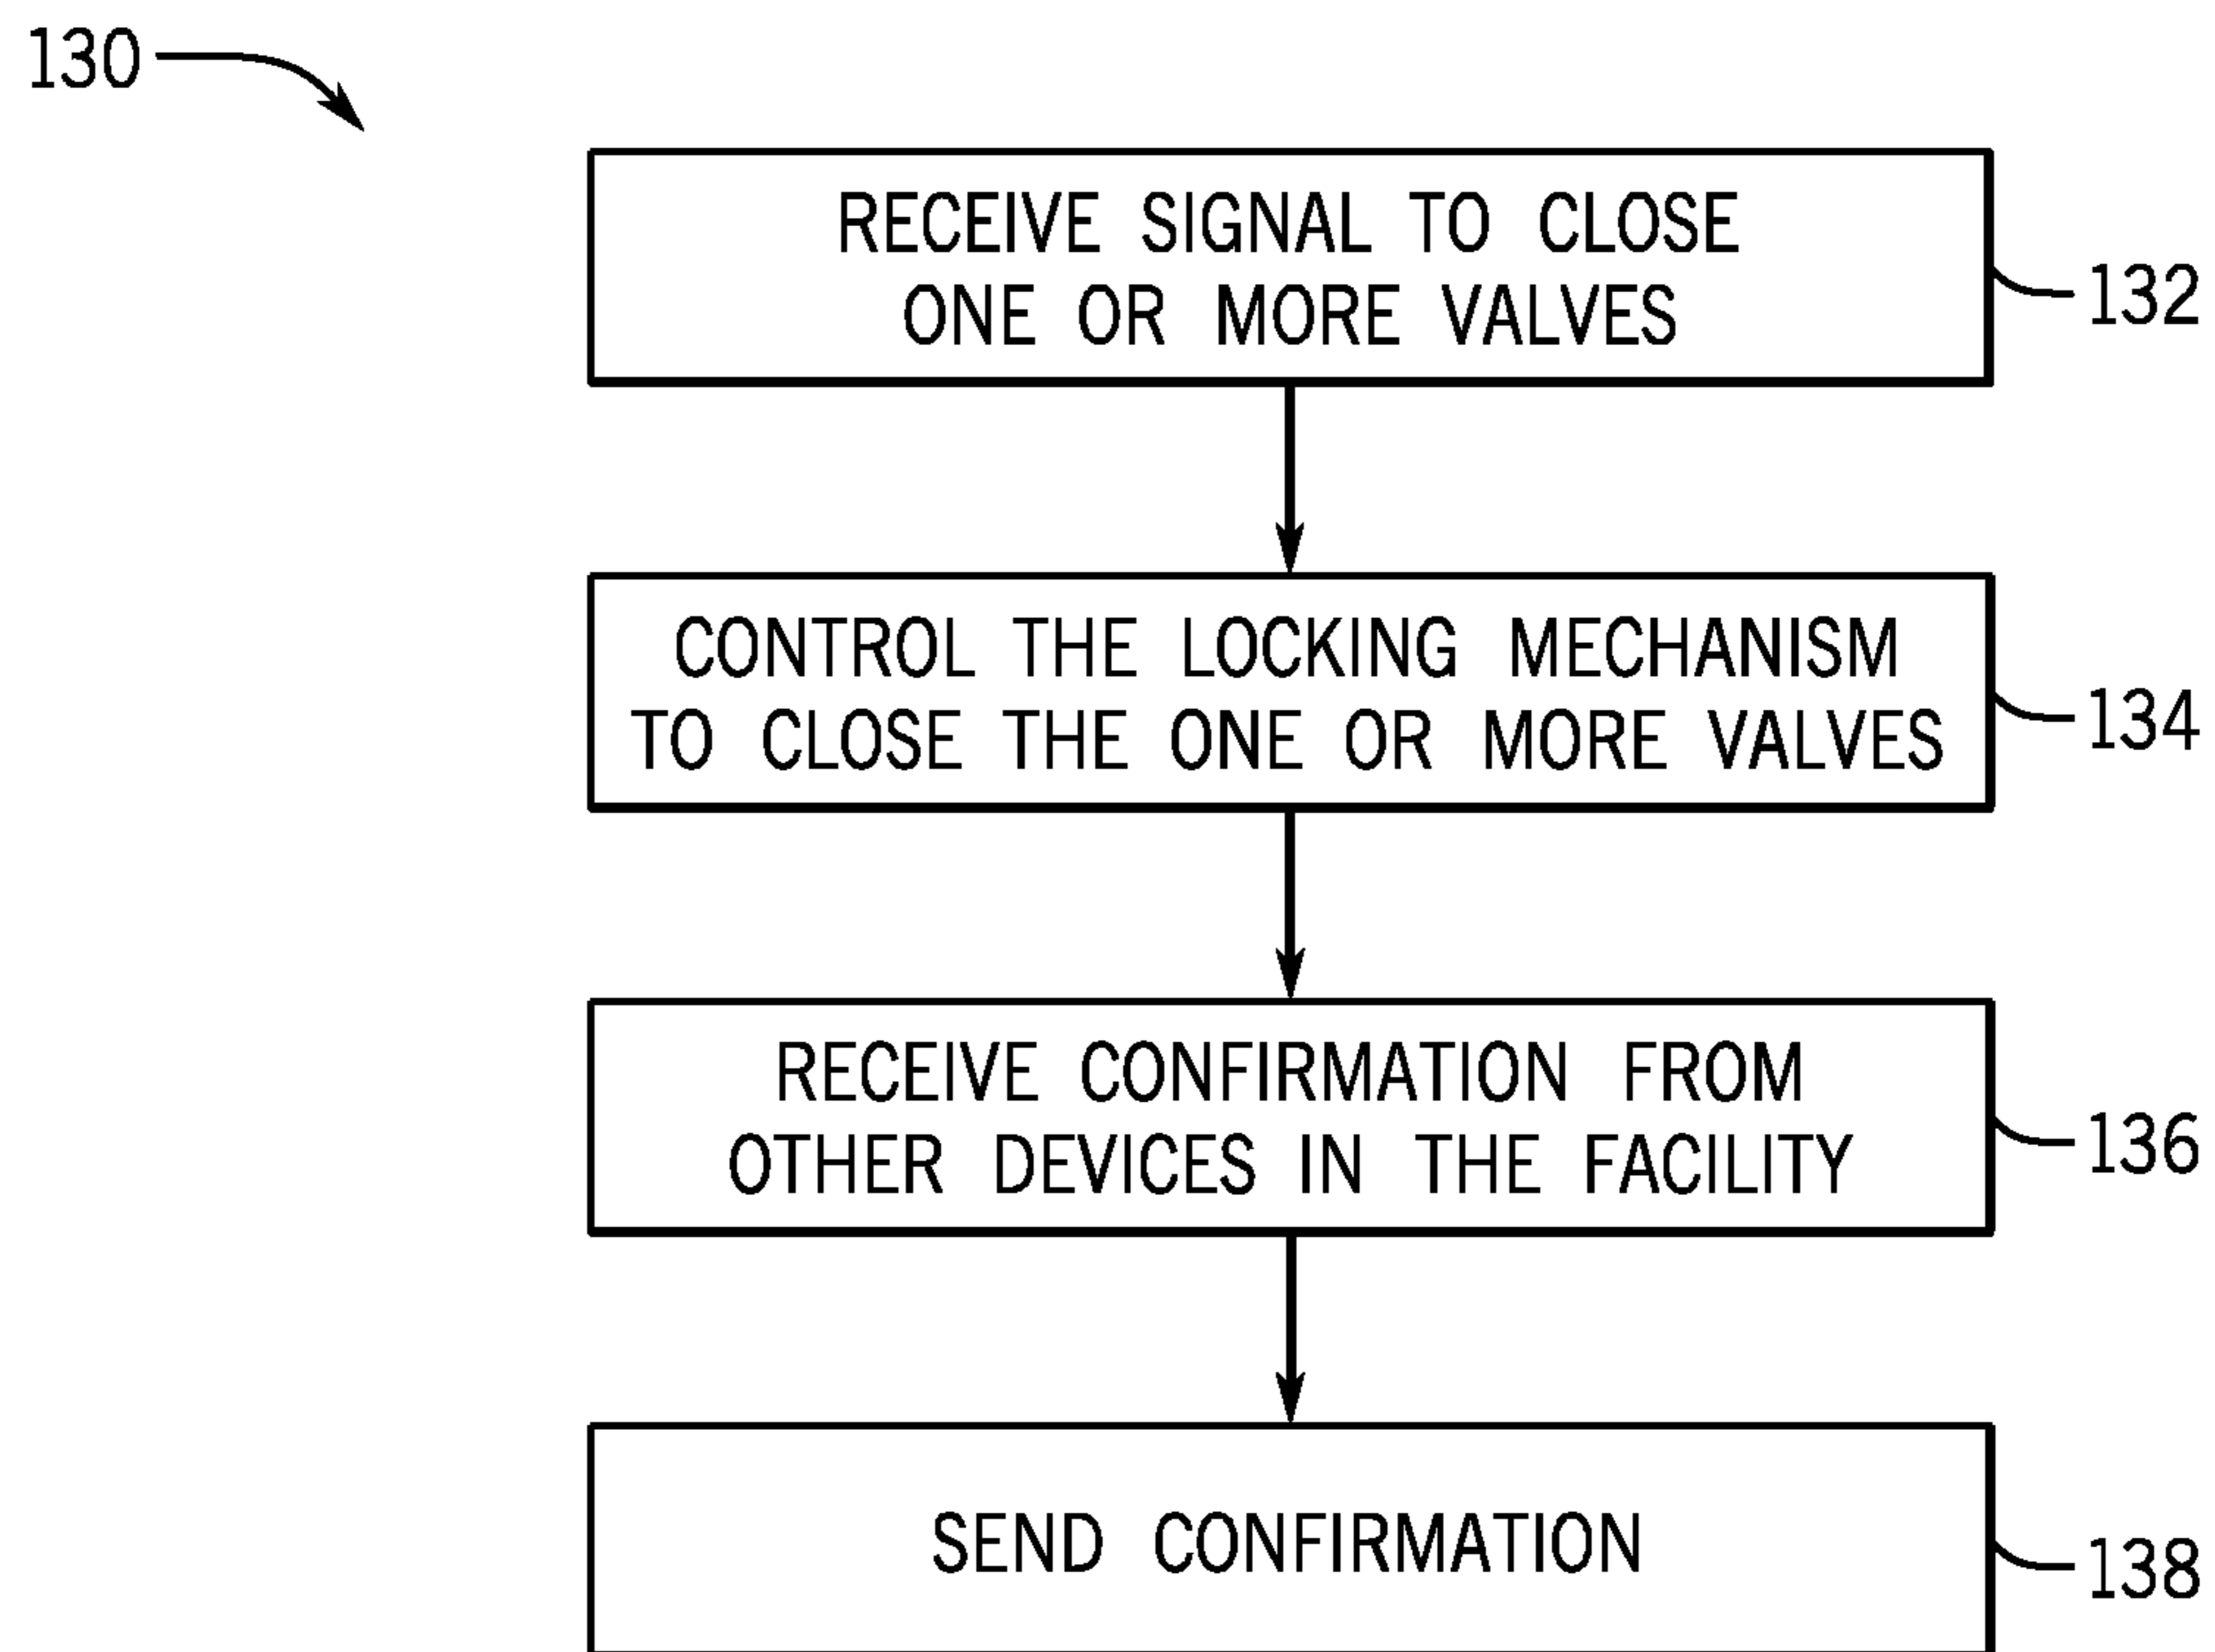 130
RECEIVE SIGNAL TO CLOSE
ONE OR MORE VALVES
132
CONTROL THE LOCKING MECHANISM
TO CLOSE THE ONE OR MORE VALVES
134
RECEIVE CONFIRMATION FROM
OTHER DEVICES IN THE FACILITY
136
SEND CONFIRMATION
138